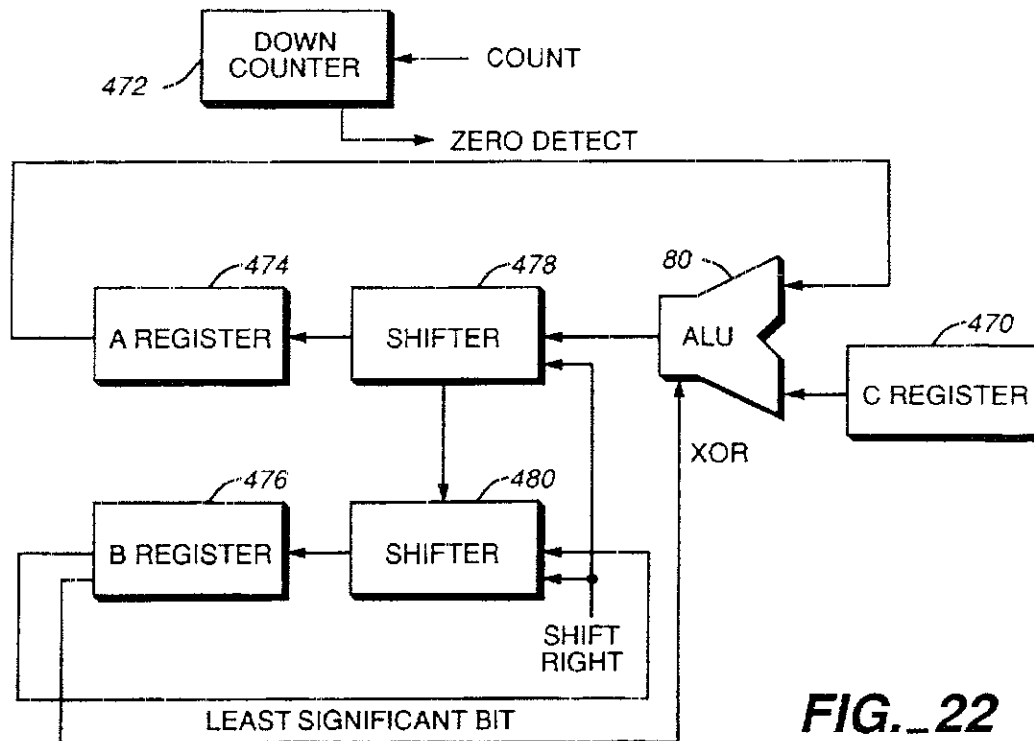 DOWN
COUNTER
472
COUNT
ZERO DETECT
474
478
80
470
A REGISTER
SHIFTER
ALU
C REGISTER
XOR
476
480
B REGISTER
SHIFTER
SHIFT
RIGHT
LEAST SIGNIFICANT BIT
FIG._22